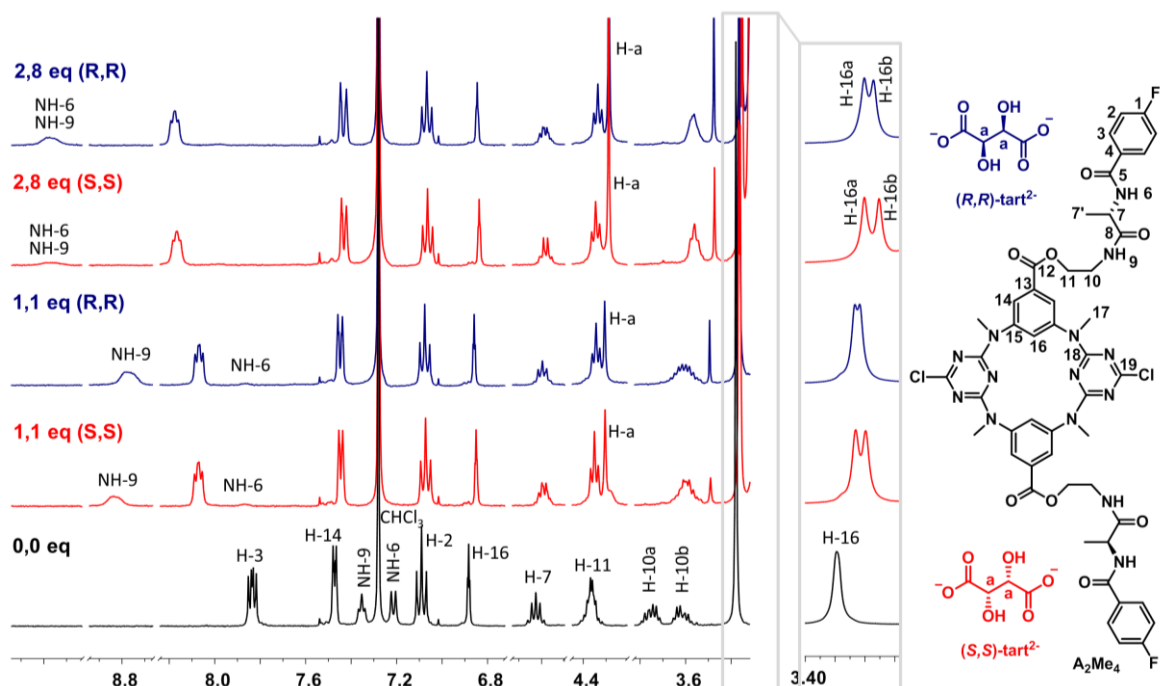 2,8 eq (R,R)
NH-6
NH-9
H-a
2,8 eq (S,S)
NH-6
NH-9
H-a
1,1 eq (R,R)
NH-9
NH-6
H-a
1,1 eq (S,S)
NH-9
NH-6
H-a
0,0 eq
H-3
H-14
NH-9
NH-6
CHCl3
H-2
H-16
H-7
H-11
H-10a
H-10b
8.8
8.0
7.6
7.2
6.8
4.4
3.6
H-16a
H-16b
H-16a
H-16b
H-16
3.40
O
OH
-O
a
a
O-
OH
O
(R,R)-tart2-
F
1
2
3
4
5
O
NH 6
7'
7
8
O
NH 9
O
O
12
11
10
13
14
15
16
17
N
N
18
19
N
N
N
N
N
N
Cl
Cl
N
N
O
O
NH
O
NH
O
F
O
OH
-O
a
a
O-
OH
O
(S,S)-tart2-
A2Me4